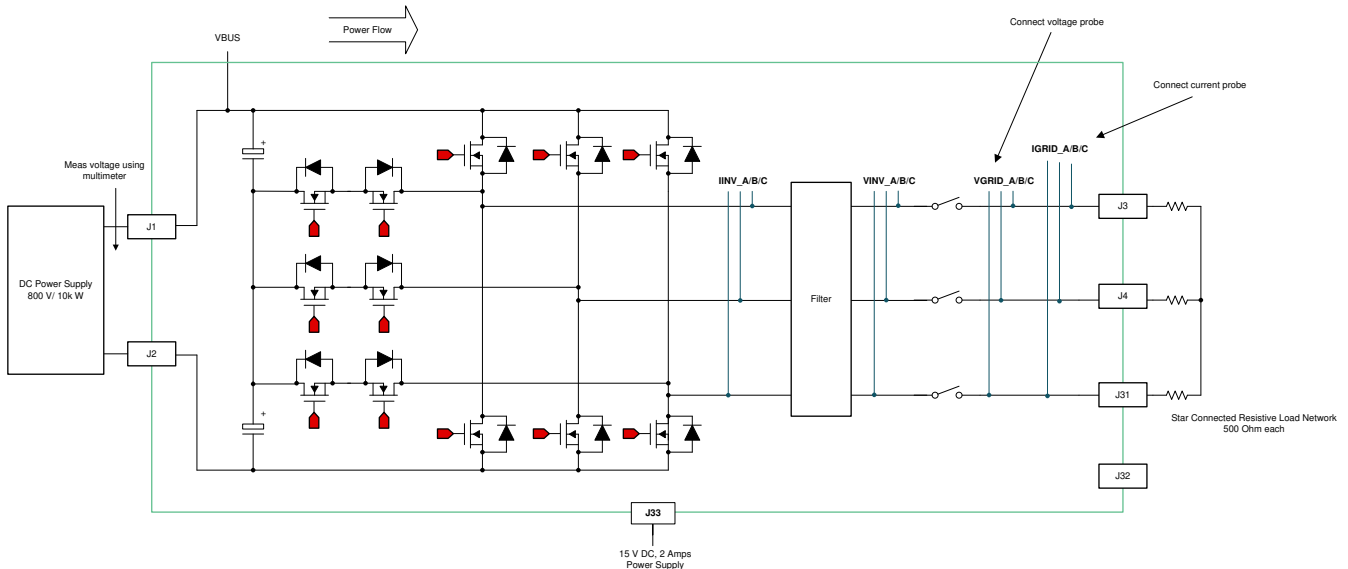 Connect voltage probe
Power Flow
VBUS
Connect current probe
IGRID_A/B/C
Meas voltage using
multimeter
IINV_A/B/C
VINV_A/B/C
VGRID_A/B/C
+
J1
J3
DC Power Supply
800 V/ 10k W
Filter
J4
J2
J31
+
Star Connected Resistive Load Network
500 Ohm each
J32
J33
15 V DC, 2 Amps
Power Supply